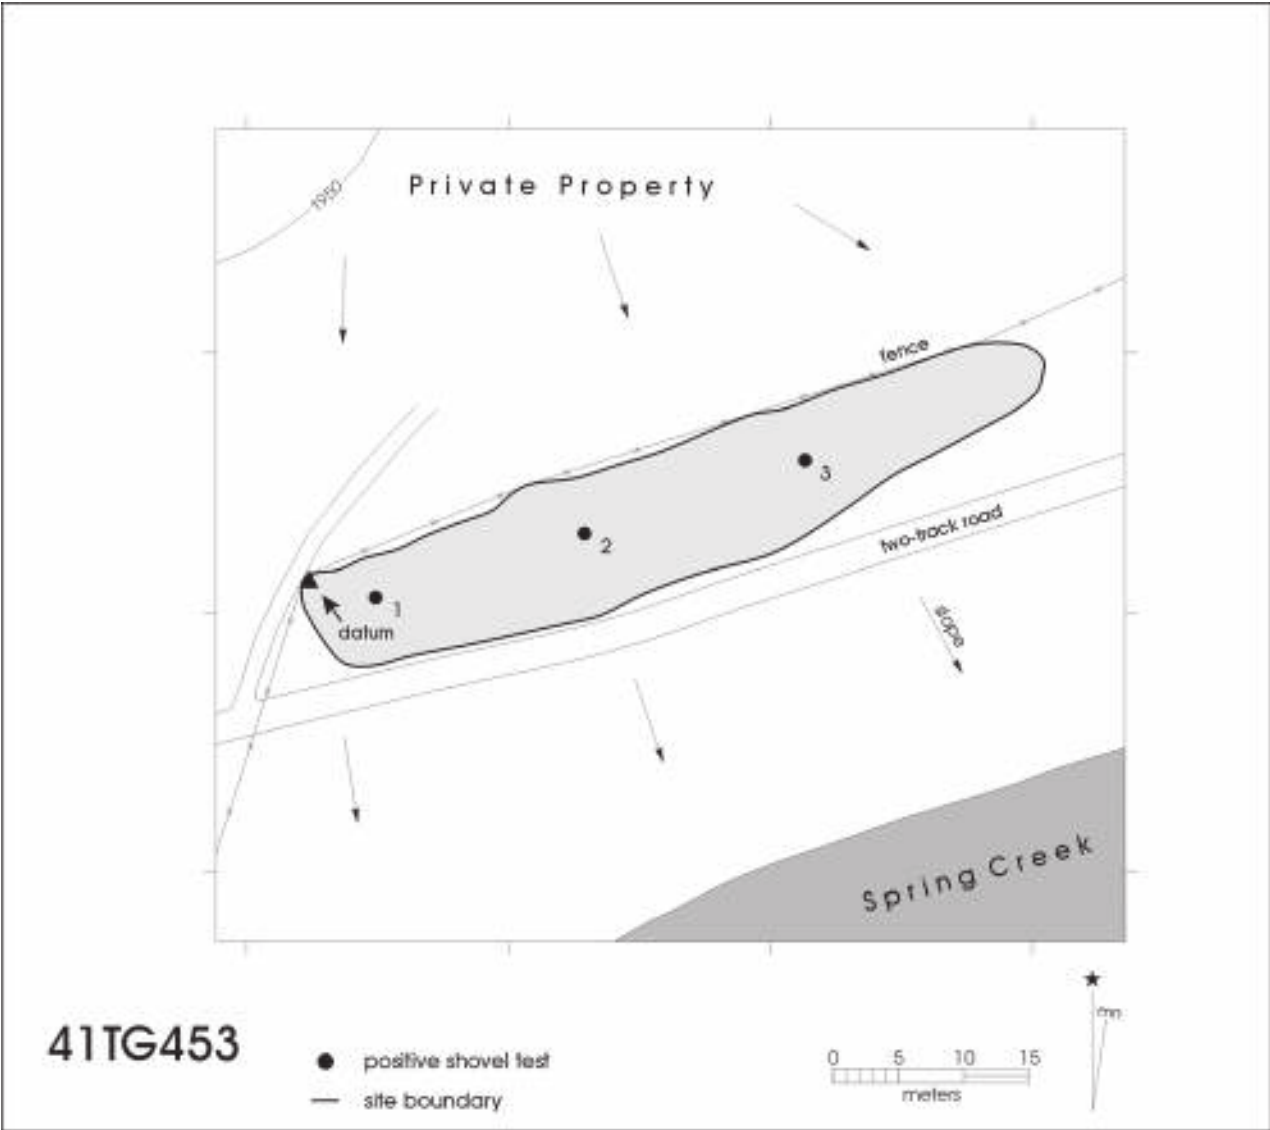 Private Property
1950
fence
3
two-track road
2
1
datum
slope
Spring Creek
mn
41TG453
positive shovel test
site boundary
0 5 10 15
meters